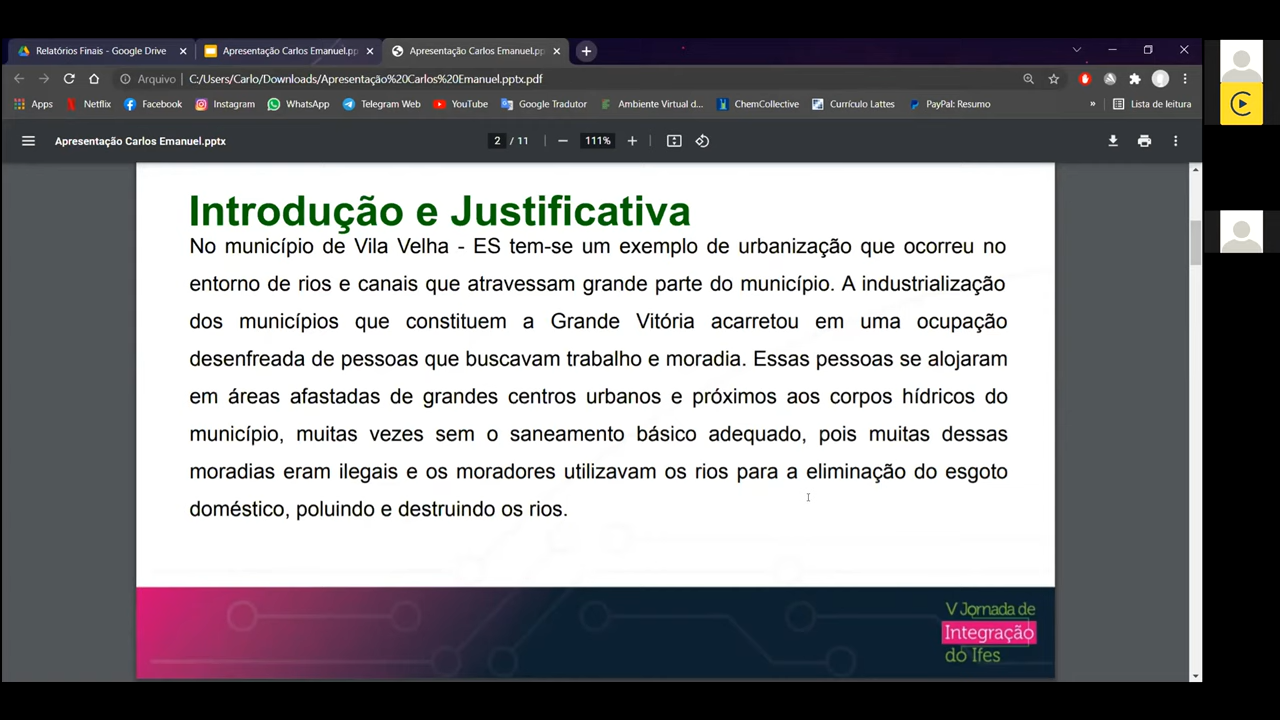 Relatórios Finais - Google Drive
Apresentação Carlos Emanuel.pp
Apresentação Carlos Emanuel.pp
Arquivo
C:/Users/Carlo/Downloads/Apresentação%20Carlos%20Emanuel.pptx.pdf
Apps
Netflix
Facebook
Instagram
WhatsApp
Telegram Web
YouTube
Google Tradutor
Ambiente Virtual d...
ChemCollective
Currículo Lattes
PayPal: Resumo
»
Lista de leitura
Apresentação Carlos Emanuel.pptx
2 / 11
111%
Introdução e Justificativa
No município de Vila Velha - ES tem-se um exemplo de urbanização que ocorreu no
entorno de rios e canais que atravessam grande parte do município. A industrialização
dos municípios que constituem a Grande Vitória acarretou em uma ocupação
desenfreada de pessoas que buscavam trabalho e moradia. Essas pessoas se alojaram
em áreas afastadas de grandes centros urbanos e próximos aos corpos hídricos do
município, muitas vezes sem o saneamento básico adequado, pois muitas dessas
moradias eram ilegais e os moradores utilizavam os rios para a eliminação do esgoto
doméstico, poluindo e destruindo os rios.
V Jornada de
Integração
do Ifes